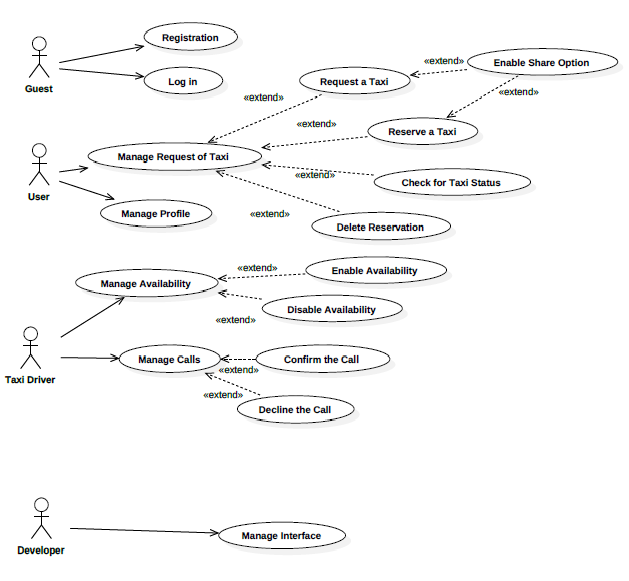 Registration
Guest
Log in
«extend»
Enable Share Option
Request a Taxi
«extend»
«extend»
«extend»
Reserve a Taxi
User
Manage Request of Taxi
«extend»
Check for Taxi Status
Manage Profile
«extend»
Delete Reservation
«extend»
Enable Availability
Manage Availability
Disable Availability
«extend»
Taxi Driver
Manage Calls
Confirm the Call
«extend»
«extend»
Decline the Call
Developer
Manage Interface